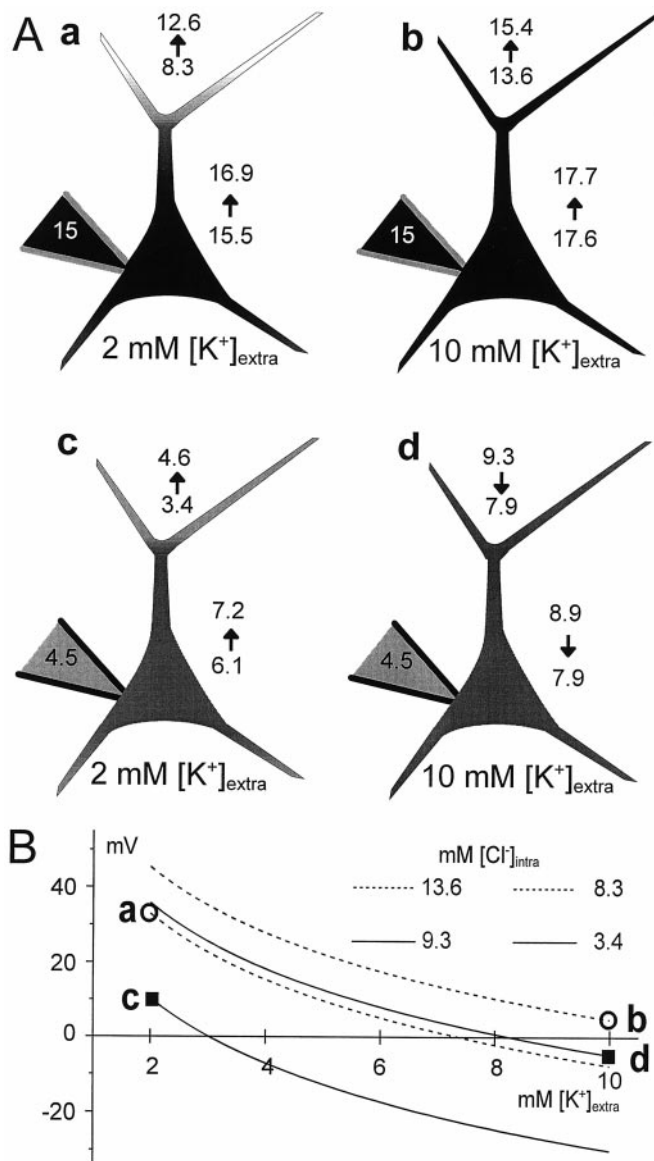 A
a
12.6
8.3
16.9
15.5
15
2 mM [K+]extra
b
15.4
13.6
17.7
17.6
15
10 mM [K+]extra
c
4.6
3.4
7.2
6.1
4.5
2 mM [K+]extra
d
9.3
7.9
8.9
7.9
4.5
10 mM [K+]extra
B
mV
mM [Cl-]intra
13.6 8.3
9.3 3.4
40
20
0
-20
a
c
b
d
2 4 6 8 10
mM [K+]extra